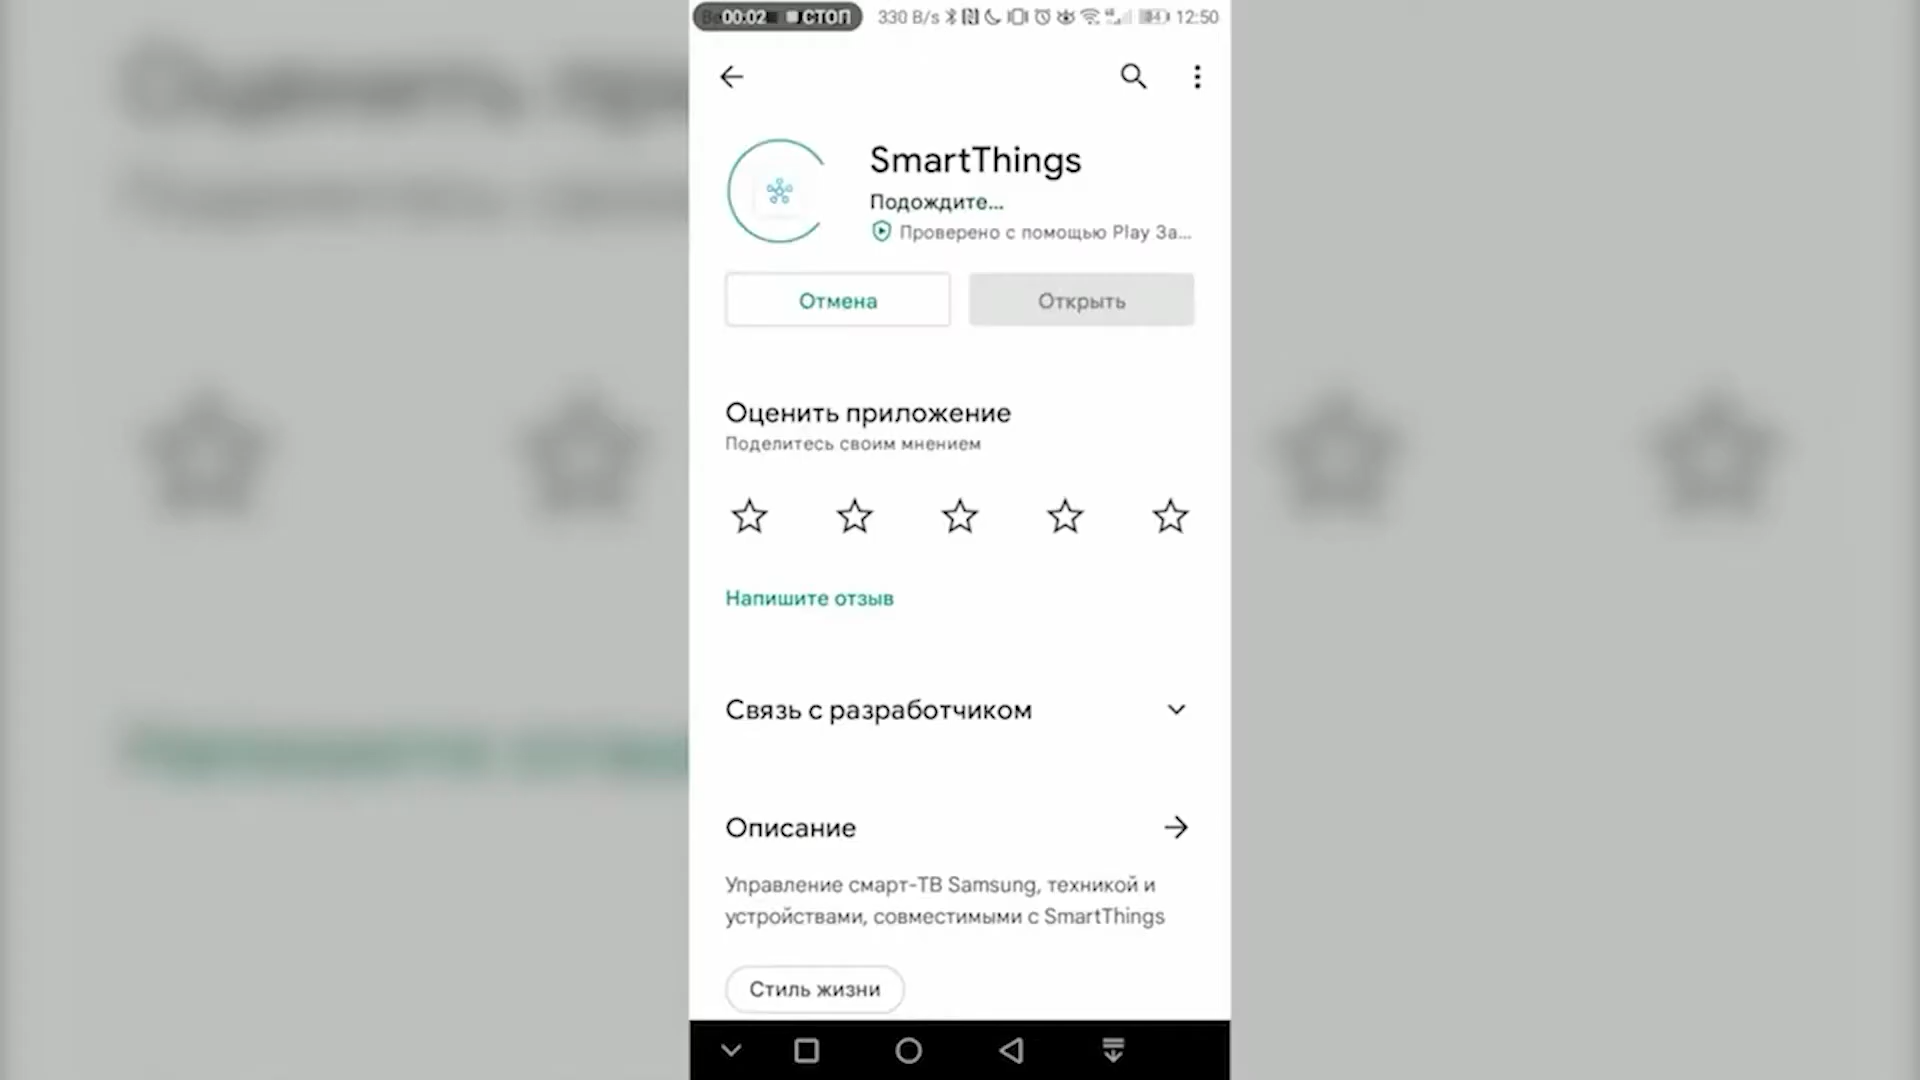 00:02 СТОП 330 B/s 84 12:50
SmartThings
Подождите...
Проверено с помощью Play За...
Отмена
Открыть
Оценить приложение
Поделитесь своим мнением
Напишите отзыв
Связь с разработчиком
Описание
Управление смарт-ТВ Samsung, техникой и
устройствами, совместимыми с SmartThings
Стиль жизни